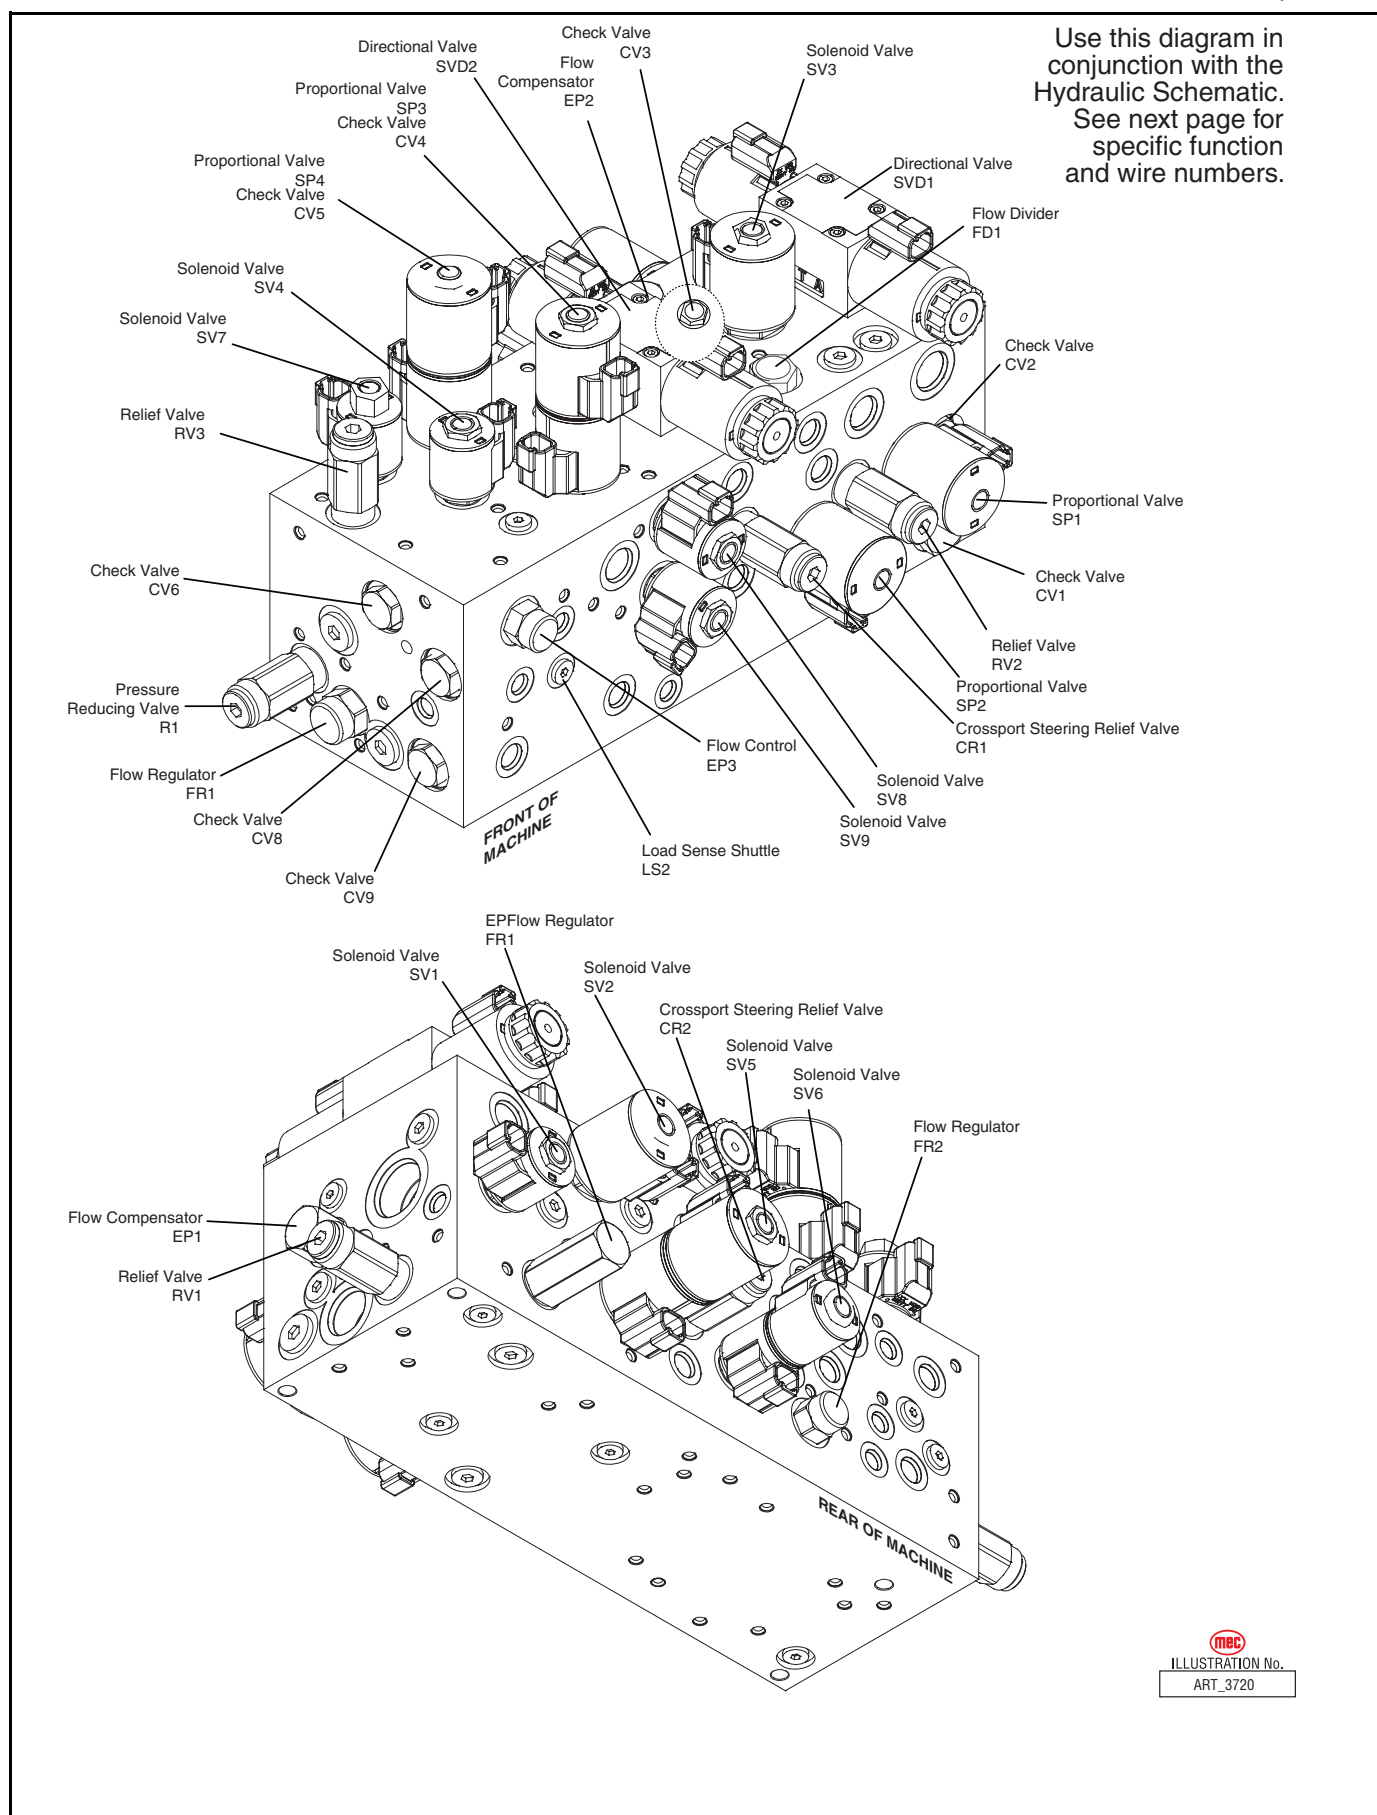 Use this diagram in
conjunction with the
Hydraulic Schematic.
See next page for
specific function
and wire numbers.
Check Valve
CV3
Directional Valve
SVD2
Flow
Compensator
EP2
Solenoid Valve
SV3
Proportional Valve
SP3
Check Valve
CV4
Proportional Valve
SP4
Check Valve
CV5
Directional Valve
SVD1
Flow Divider
FD1
Solenoid Valve
SV4
Solenoid Valve
SV7
Relief Valve
RV3
Check Valve
CV2
Proportional Valve
SP1
Check Valve
CV1
Check Valve
CV6
Relief Valve
RV2
Proportional Valve
SP2
Crossport Steering Relief Valve
CR1
Pressure
Reducing Valve
R1
Flow Control
EP3
Flow Regulator
FR1
Solenoid Valve
SV8
Solenoid Valve
SV9
Check Valve
CV8
Load Sense Shuttle
LS2
Check Valve
CV9
TA
FRONT OF
MACHINE
EPFlow Regulator
FR1
Solenoid Valve
SV1
Solenoid Valve
SV2
Crossport Steering Relief Valve
CR2
Solenoid Valve
SV5
Solenoid Valve
SV6
Flow Regulator
FR2
Flow Compensator
EP1
Relief Valve
RV1
REAR OF MACHINE
mec
ILLUSTRATION No.
ART_3720